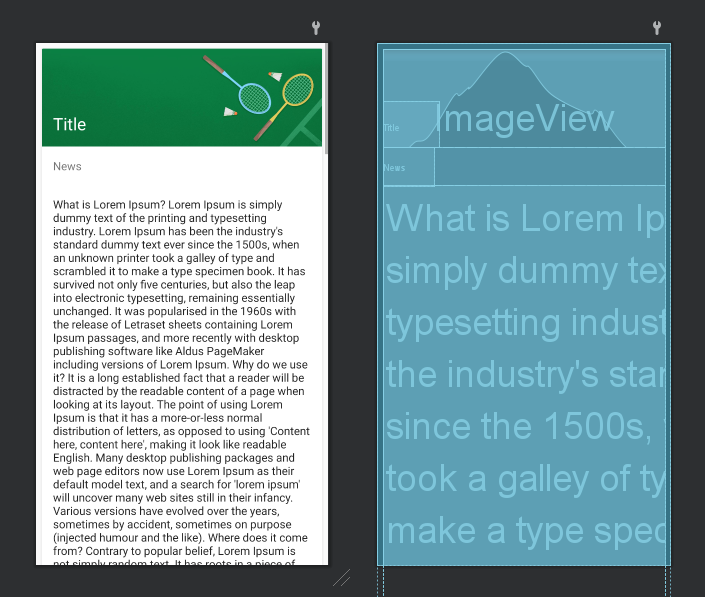 Title
News
What is Lorem Ipsum? Lorem Ipsum is simply
dummy text of the printing and typesetting
industry. Lorem Ipsum has been the industry's
standard dummy text ever since the 1500s, when
an unknown printer took a galley of type and
scrambled it to make a type specimen book. It has
survived not only five centuries, but also the leap
into electronic typesetting, remaining essentially
unchanged. It was popularised in the 1960s with
the release of Letraset sheets containing Lorem
Ipsum passages, and more recently with desktop
publishing software like Aldus PageMaker
including versions of Lorem Ipsum. Why do we use
it? It is a long established fact that a reader will be
distracted by the readable content of a page when
looking at its layout. The point of using Lorem
Ipsum is that it has a more-or-less normal
distribution of letters, as opposed to using 'Content
here, content here', making it look like readable
English. Many desktop publishing packages and
web page editors now use Lorem Ipsum as their
default model text, and a search for 'lorem ipsum'
will uncover many web sites still in their infancy.
Various versions have evolved over the years,
sometimes by accident, sometimes on purpose
(injected humour and the like). Where does it come
from? Contrary to popular belief, Lorem Ipsum is
not simply random text. It has roots in a piece of
ImageView
Title
News
What is Lorem Ip
simply dummy tex
typesetting indust
the industry's star
since the 1500s,
took a galley of ty
make a type spec